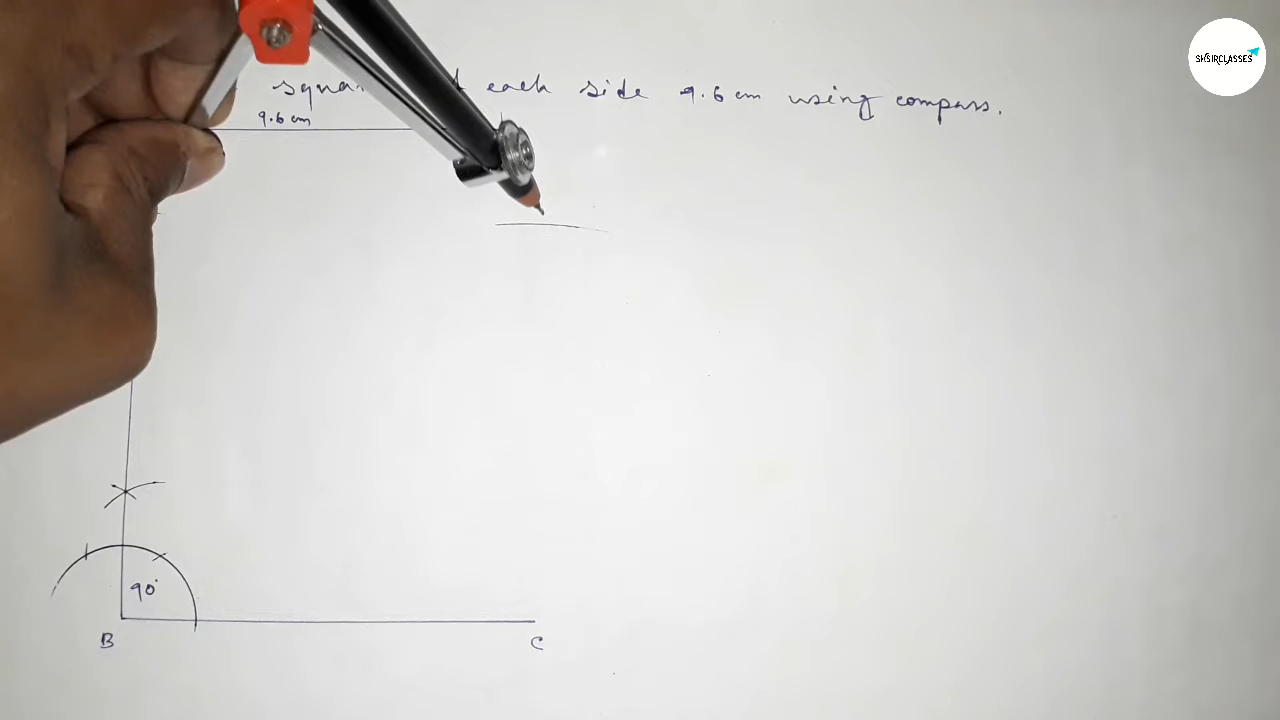 each side 9.6 cm using compass.
9.6 cm
90°
B C
SHSIRCLASSES